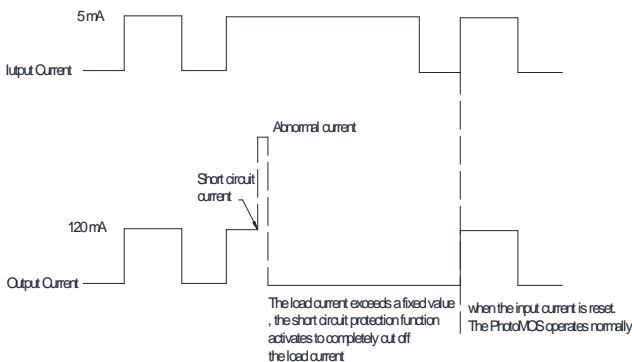 5 mA
Iutput Current
Abnormal current
Short circuit
current
120 mA
Output Current
The load current exceeds a fixed value
, the short circuit protection function
activates to completely cut off
the load current
when the input current is reset.
The PhotoMOS operates normally